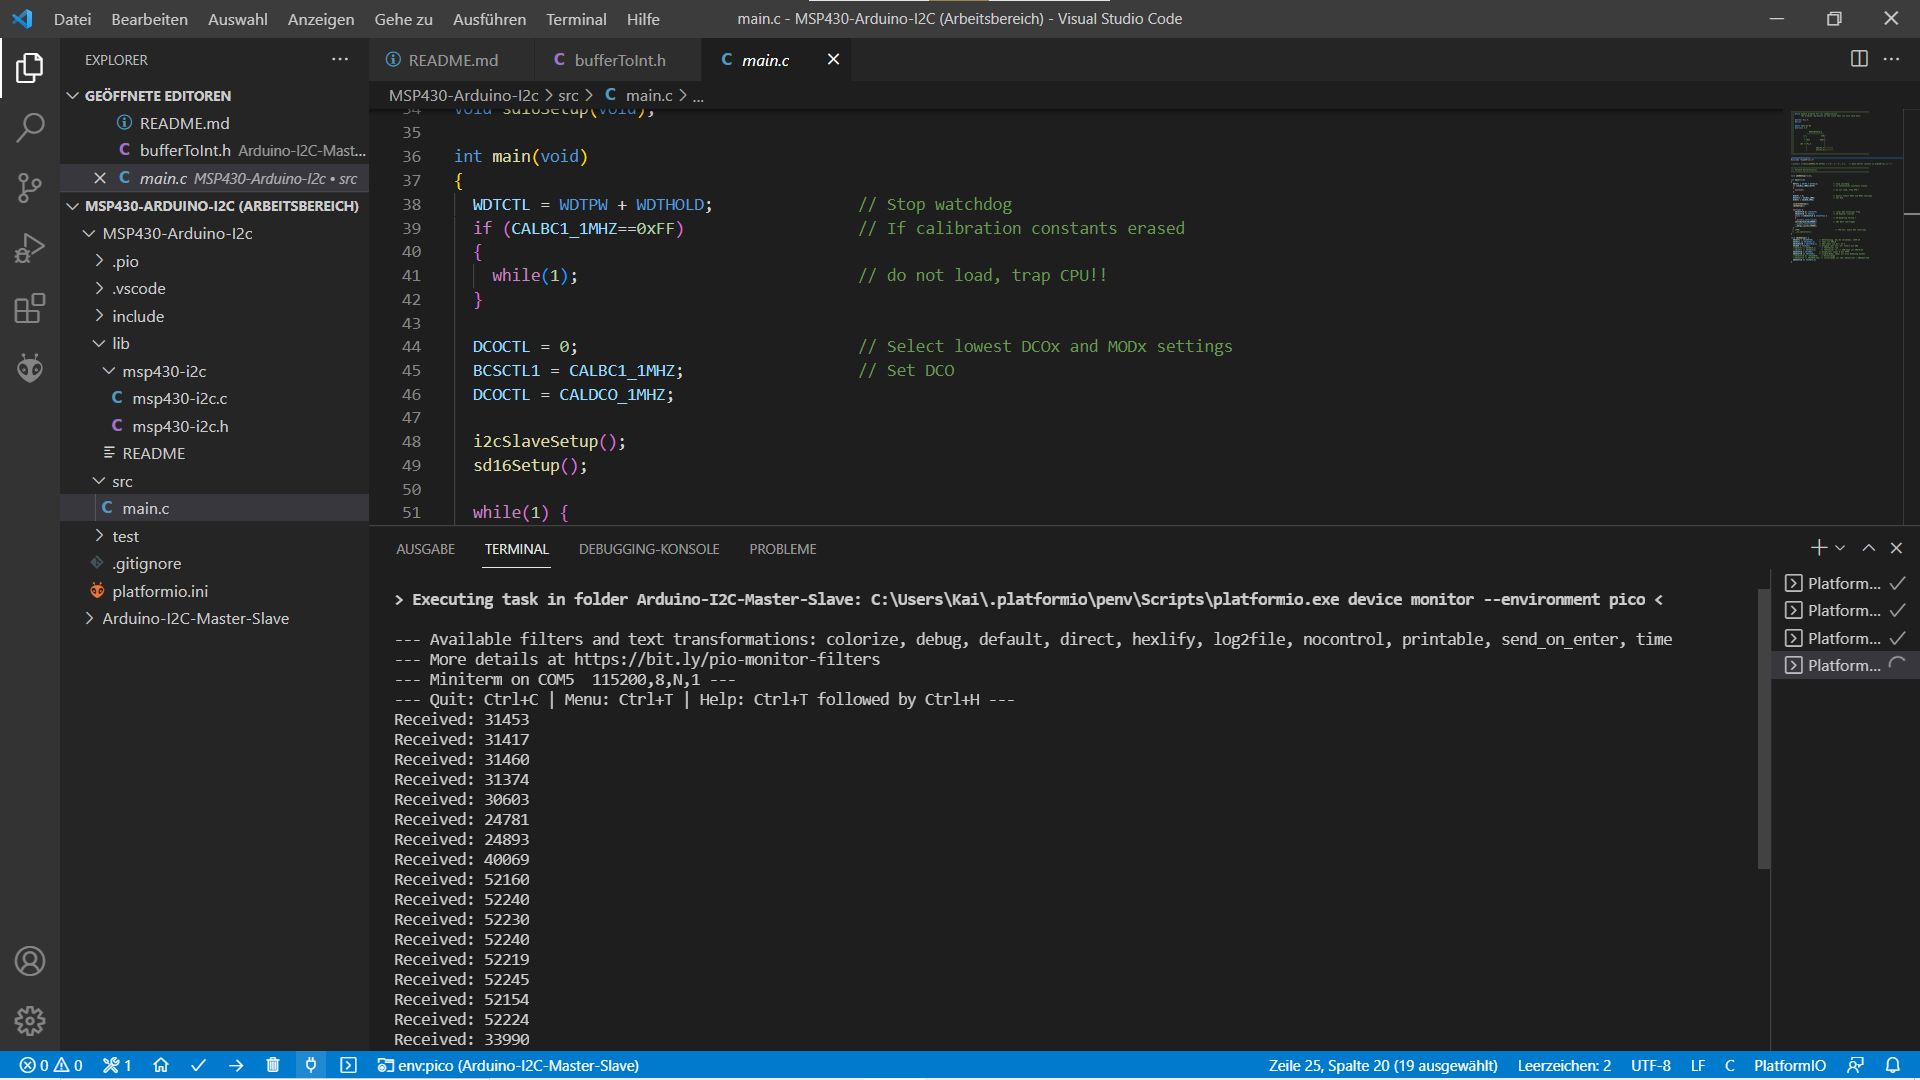 Datei Bearbeiten Auswahl Anzeigen Gehe zu Ausführen Terminal Hilfe main.c - MSP430-Arduino-I2C (Arbeitsbereich) - Visual Studio Code
EXPLORER
GEÖFFNETE EDITOREN
README.md
C bufferToInt.h Arduino-I2C-Mast...
C main.c MSP430-Arduino-I2c • src
MSP430-ARDUINO-I2C (ARBEITSBEREICH)
MSP430-Arduino-I2c
.pio
.vscode
include
lib
msp430-i2c
C msp430-i2c.c
C msp430-i2c.h
README
src
C main.c
test
.gitignore
platformio.ini
Arduino-I2C-Master-Slave
README.md C bufferToInt.h C main.c
MSP430-Arduino-I2c > src > C main.c > ...
34 void sd16Setup(void);
35
36 int main(void)
37 {
38 WDTCTL = WDTPW + WDTHOLD; // Stop watchdog
39 if (CALBC1_1MHZ==0xFF) // If calibration constants erased
40 {
41 while(1); // do not load, trap CPU!!
42 }
43
44 DCOCTL = 0; // Select lowest DCOx and MODx settings
45 BCSCTL1 = CALBC1_1MHZ; // Set DCO
46 DCOCTL = CALDCO_1MHZ;
47
48 i2cSlaveSetup();
49 sd16Setup();
50
51 while(1) {
AUSGABE TERMINAL DEBUGGING-KONSOLE PROBLEME
> Executing task in folder Arduino-I2C-Master-Slave: C:\Users\Kai\.platformio\penv\Scripts\platformio.exe device monitor --environment pico <
--- Available filters and text transformations: colorize, debug, default, direct, hexlify, log2file, nocontrol, printable, send_on_enter, time
--- More details at https://bit.ly/pio-monitor-filters
--- Miniterm on COM5  115200,8,N,1 ---
--- Quit: Ctrl+C | Menu: Ctrl+T | Help: Ctrl+T followed by Ctrl+H ---
Received: 31453
Received: 31417
Received: 31460
Received: 31374
Received: 30603
Received: 24781
Received: 24893
Received: 40069
Received: 52160
Received: 52240
Received: 52230
Received: 52240
Received: 52219
Received: 52245
Received: 52154
Received: 52224
Received: 33990
Platform...
Platform...
Platform...
Platform...
0 0 1 env:pico (Arduino-I2C-Master-Slave) Zeile 25, Spalte 20 (19 ausgewählt) Leerzeichen: 2 UTF-8 LF C PlatformIO